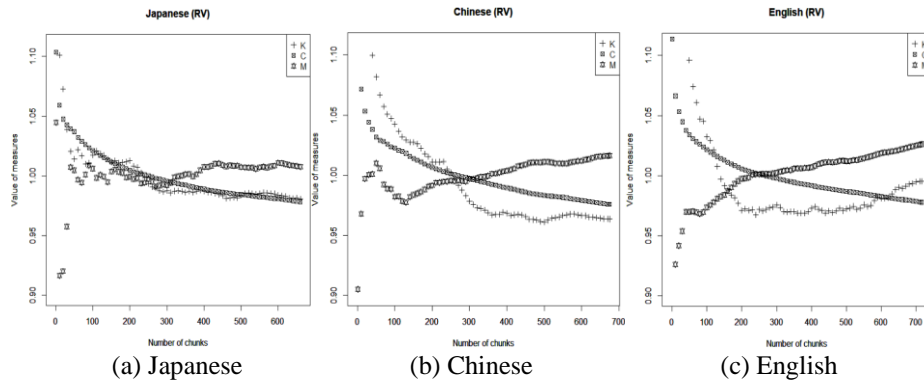 Japanese (RV)
Chinese (RV)
English (RV)
K
C
M
K
C
M
K
C
M
Value of measures
1.10
1.05
1.00
0.95
0.90
Value of measures
1.10
1.05
1.00
0.95
0.90
Value of measures
1.10
1.05
1.00
0.95
0.90
0 100 200 300 400 500 600
0 100 200 300 400 500 600 700
0 100 200 300 400 500 600 700
Number of chunks
Number of chunks
Number of chunks
(a) Japanese
(b) Chinese
(c) English